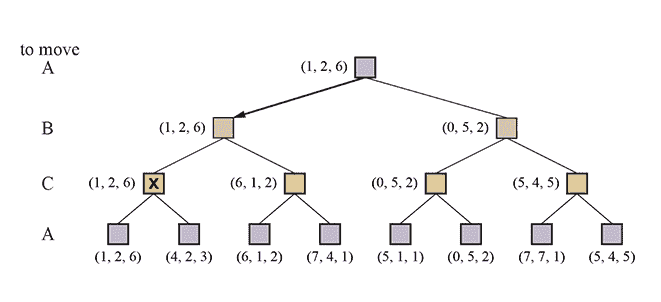 to move
A (1, 2, 6)
B (1, 2, 6) (0, 5, 2)
C (1, 2, 6) X (6, 1, 2) (0, 5, 2) (5, 4, 5)
A
(1, 2, 6) (4, 2, 3) (6, 1, 2) (7, 4, 1) (5, 1, 1) (0, 5, 2) (7, 7, 1) (5, 4, 5)